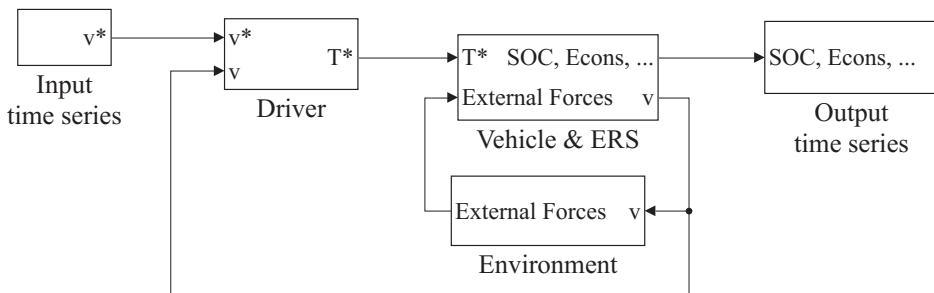 v*
Input
time series
v*
v
T*
Driver
T* SOC, Econs, ...
External Forces v
Vehicle & ERS
SOC, Econs, ...
Output
time series
External Forces v
Environment